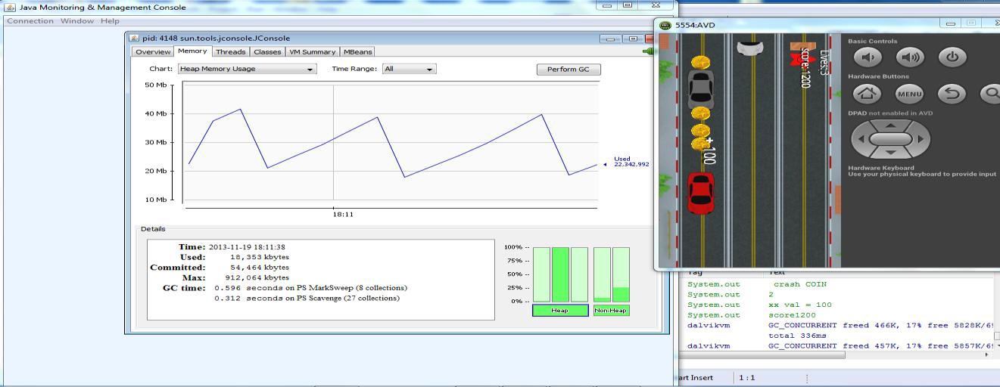 Java Monitoring & Management Console
Connection Window Help
pid: 4148 sun.tools.jconsole.JConsole
Overview Memory Threads Classes VM Summary MBeans
Chart: Heap Memory Usage Time Range: All Perform GC
50 Mb
40 Mb
30 Mb
20 Mb
10 Mb
Used
22,342,992
18:11
Details
Time: 2013-11-19 18:11:38
Used: 18,353 kbytes
Committed: 54,464 kbytes
Max: 912,064 kbytes
GC time: 0.596 seconds on PS MarkSweep (8 collections)
0.312 seconds on PS Scavenge (27 collections)
100% --
75% --
50% --
25% --
0% --
Heap Non-Heap
5554:AVD
Lives:3
score:1200
+100
Basic Controls
Hardware Buttons
MENU
DPAD not enabled in AVD
Hardware Keyboard
Use your physical keyboard to provide input
Tag Text
System.out crash COIN
System.out 2
System.out xx val = 100
System.out score1200
dalvikvm GC_CONCURRENT freed 466K, 17% free 5828K/69
total 336ms
dalvikvm GC_CONCURRENT freed 457K, 17% free 5857K/69
art Insert 1 : 1